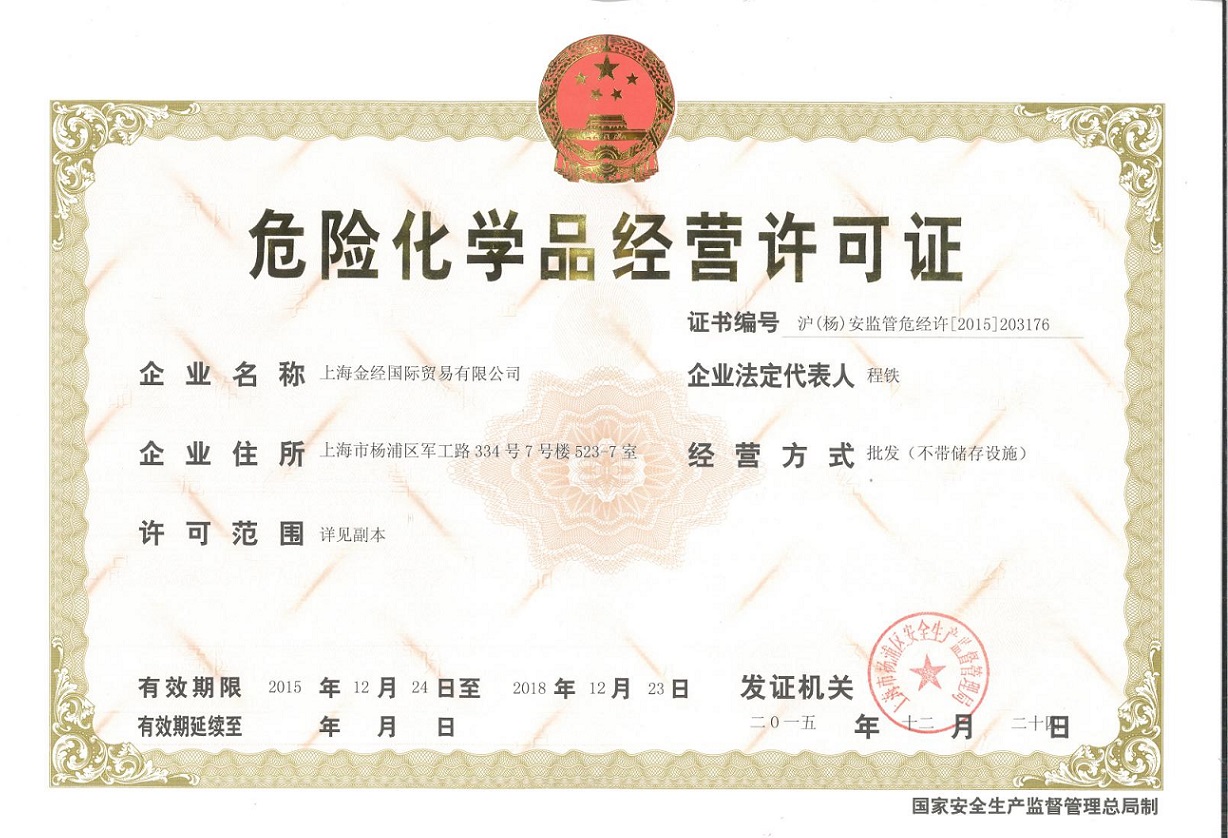 危险化学品经营许可证
证书编号 沪(杨)安监管危经许[2015]203176
企业名称 上海金经国际贸易有限公司 企业法定代表人 程铁
企业住所 上海市杨浦区军工路334号7号楼523-7室 经营方式 批发（不带储存设施）
许可范围 详见副本
上海市杨浦区安全生产监督管理局
有效期限 2015 年 12 月 24 日至 2018 年 12 月 23 日 发证机关
有效期延续至 年 月 日 二0一五 年 十二 月 二十四日
国家安全生产监督管理总局制